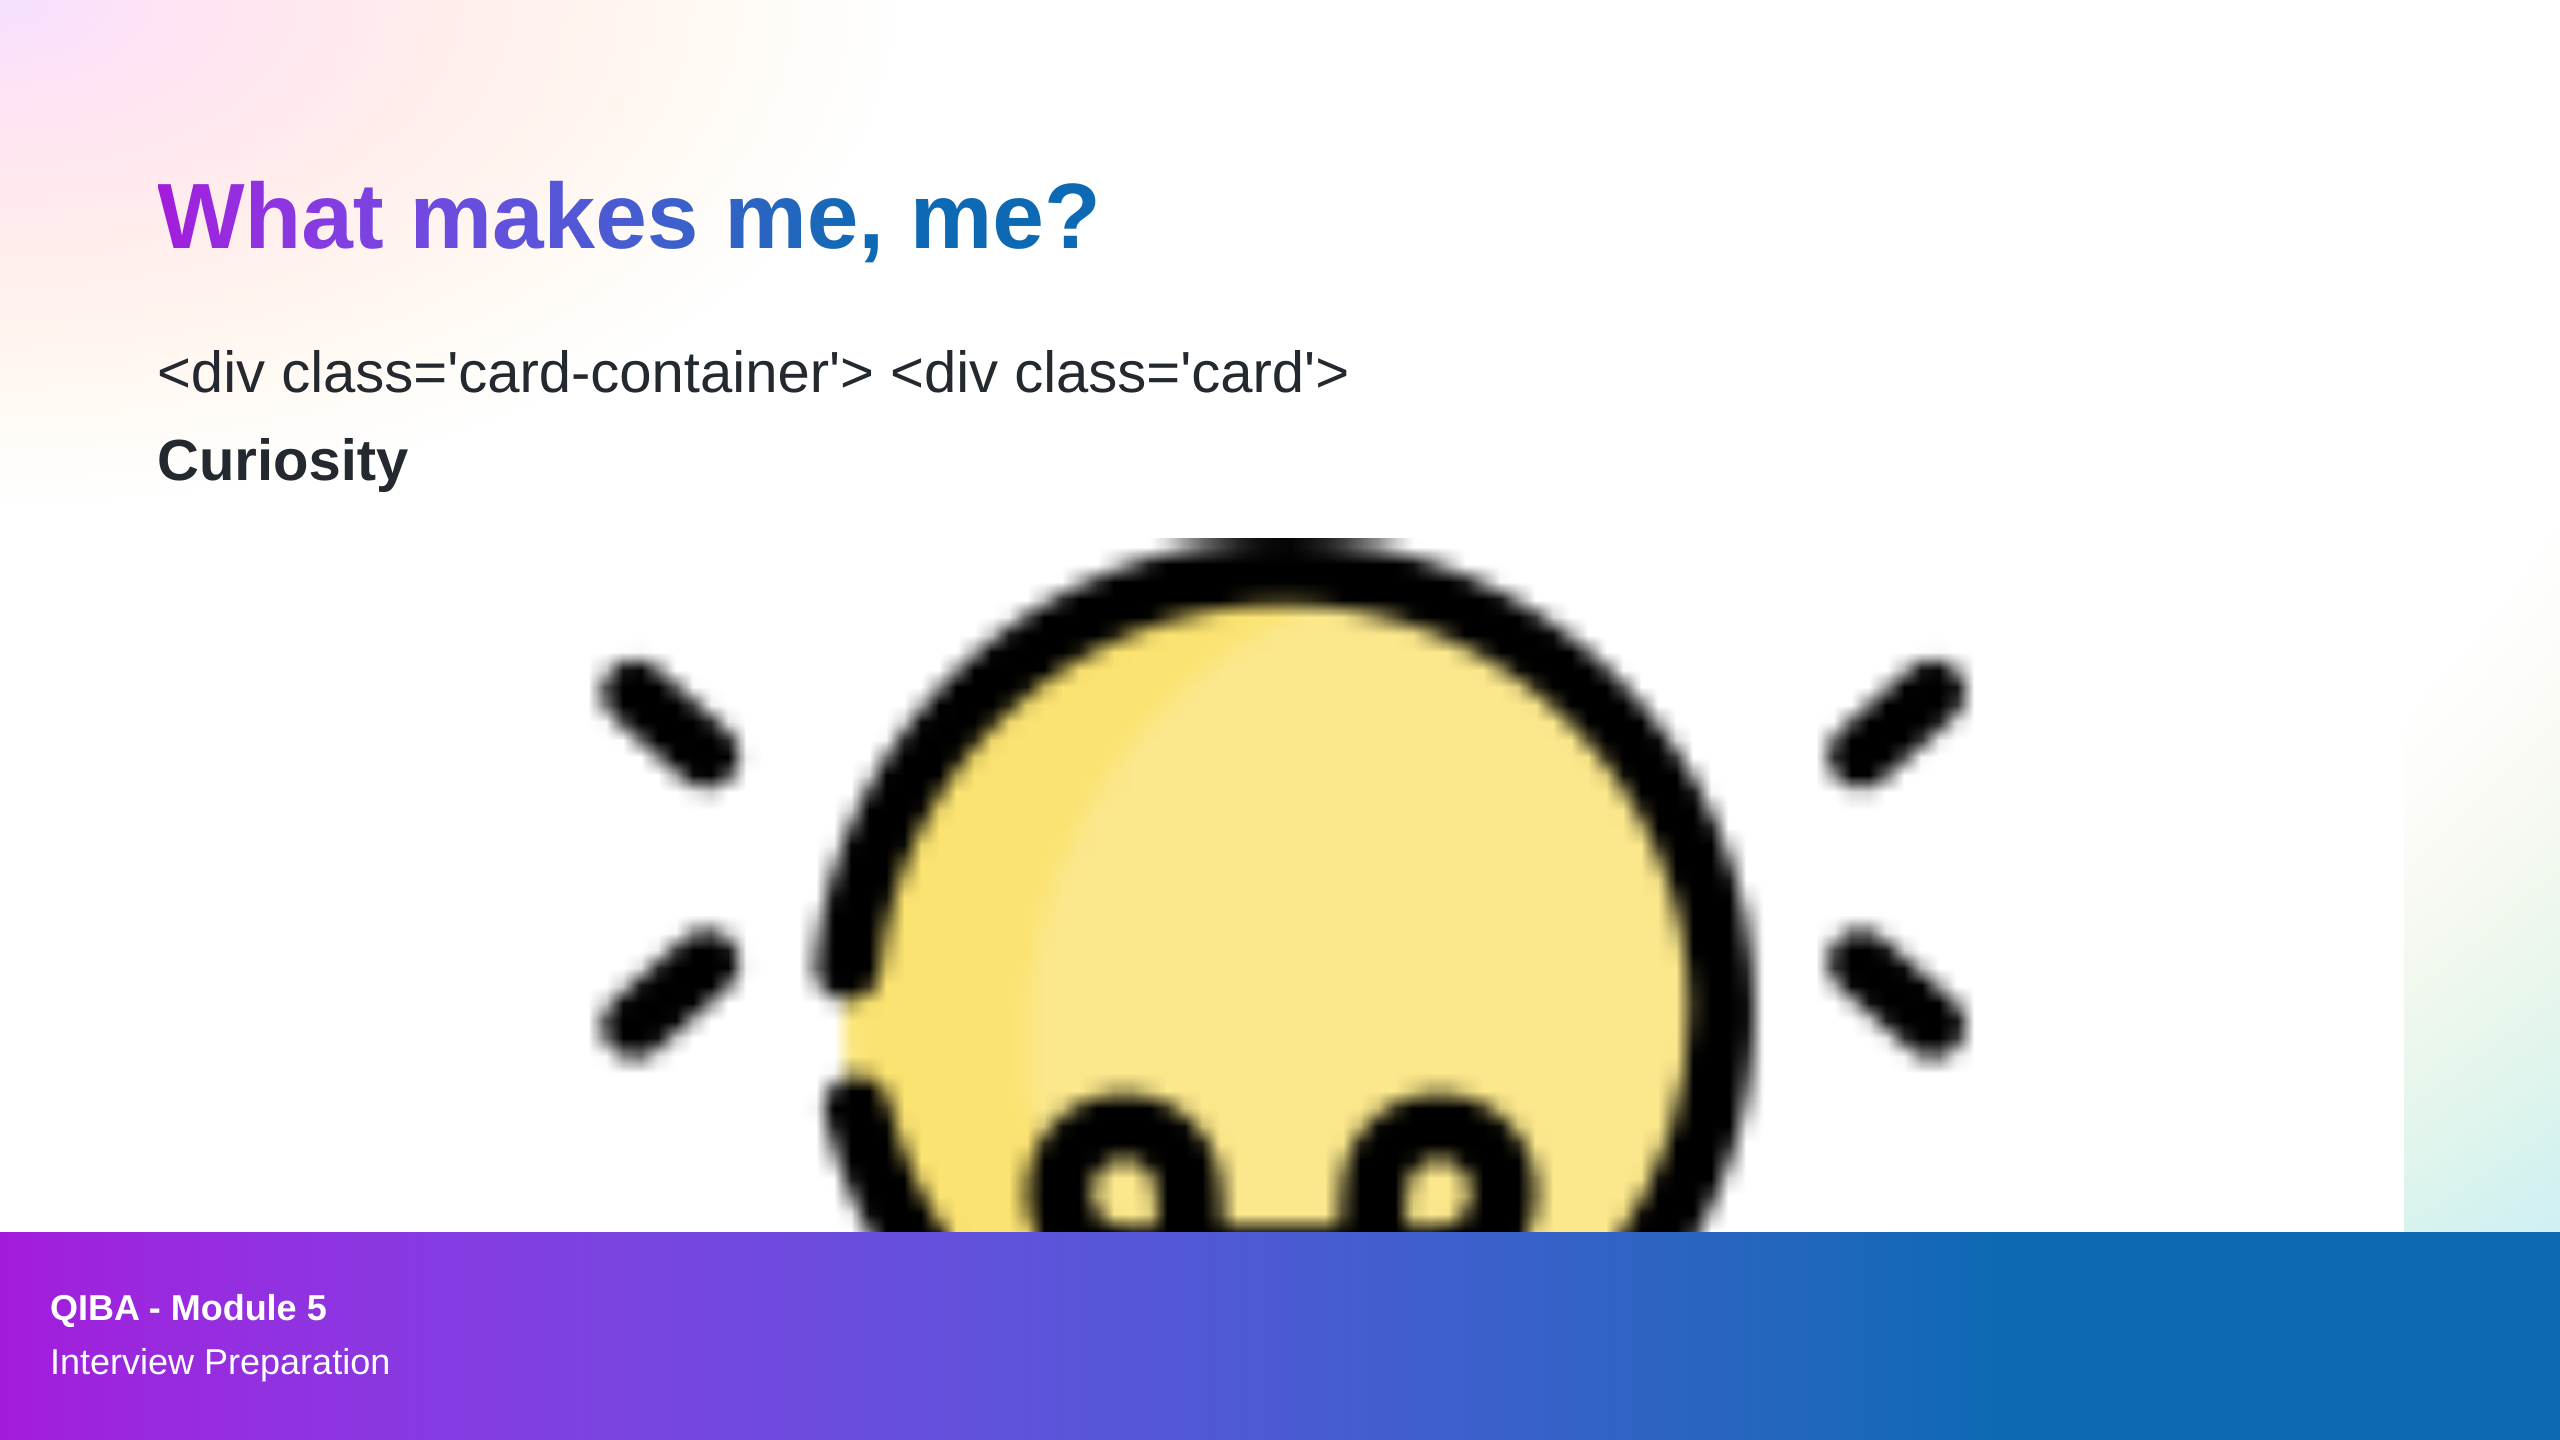 What makes me, me?
<div class='card-container'> <div class='card'>
Curiosity
QIBA - Module 5
Interview Preparation